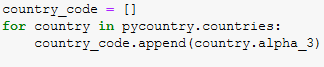 country_code = []
for country in pycountry.countries:
    country_code.append(country.alpha_3)